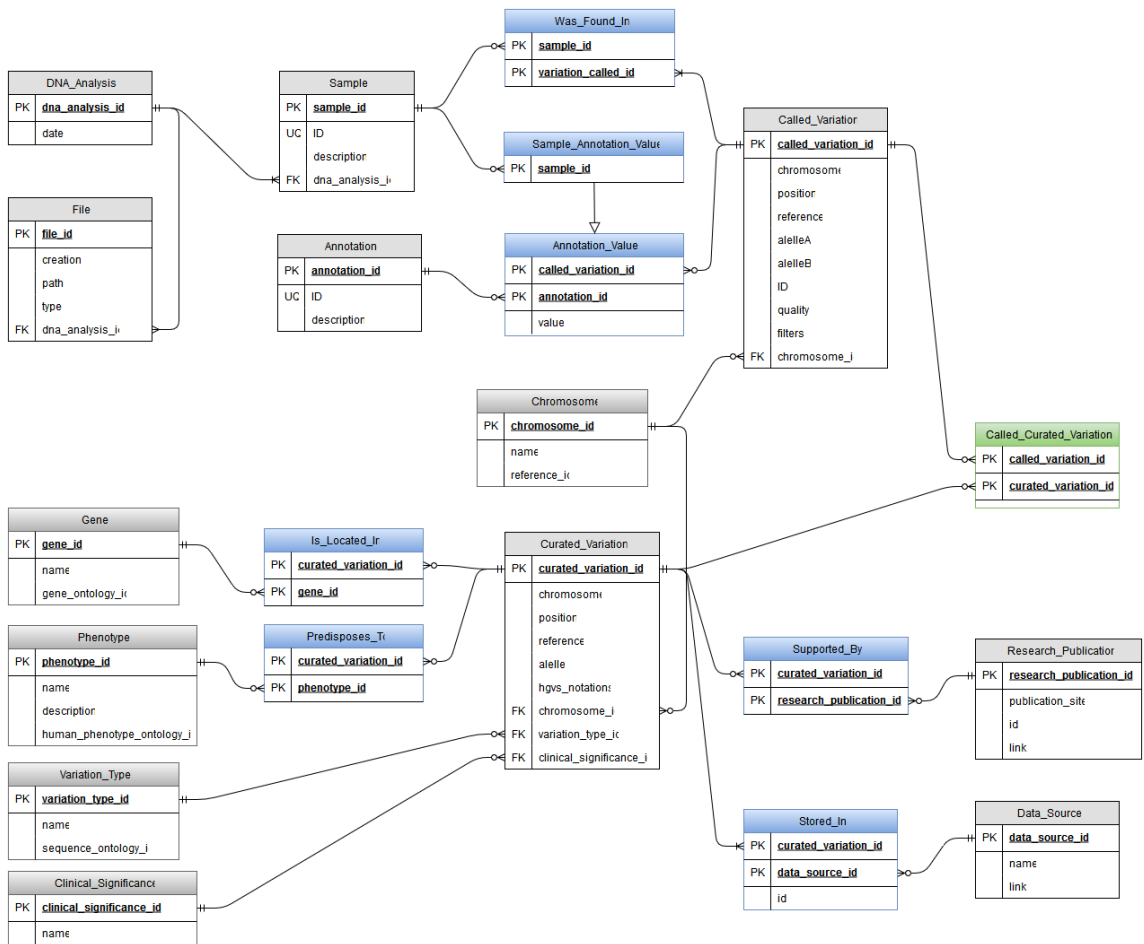 DNA_Analysis
PK dna_analysis_id
date
File
PK file_id
creation
path
type
FK dna_analysis_i
Sample
PK sample_id
UQ ID
description
FK dna_analysis_i
Annotation
PK annotation_id
UQ ID
description
Was_Found_In
PK sample_id
PK variation_called_id
Sample_Annotation_Value
PK sample_id
Annotation_Value
PK called_variation_id
PK annotation_id
value
Called_Variation
PK called_variation_id
chromosome
position
reference
alelleA
alelleB
ID
quality
filters
FK chromosome_i
Chromosome
PK chromosome_id
name
reference_id
Called_Curated_Variation
PK called_variation_id
PK curated_variation_id
Gene
PK gene_id
name
gene_ontology_id
Is_Located_In
PK curated_variation_id
PK gene_id
Phenotype
PK phenotype_id
name
description
human_phenotype_ontology_i
Predisposes_To
PK curated_variation_id
PK phenotype_id
Curated_Variation
PK curated_variation_id
chromosome
position
reference
alelle
hgvs_notations
FK chromosome_i
FK variation_type_id
FK clinical_significance_i
Variation_Type
PK variation_type_id
name
sequence_ontology_i
Clinical_Significance
PK clinical_significance_id
name
Supported_By
PK curated_variation_id
PK research_publication_id
Research_Publication
PK research_publication_id
publication_site
id
link
Stored_In
PK curated_variation_id
PK data_source_id
id
Data_Source
PK data_source_id
name
link